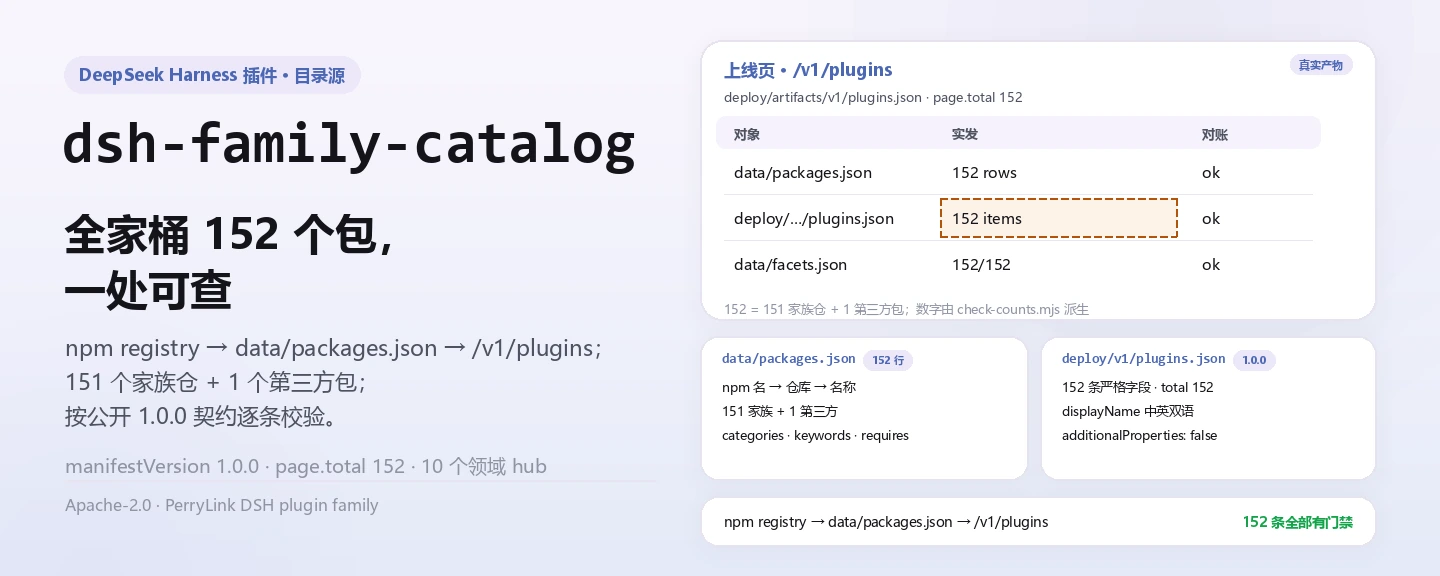 DeepSeek Harness 插件 • 目录源
dsh-family-catalog
全家桶 152 个包，
一处可查
npm registry → data/packages.json → /v1/plugins；
151 个家族仓 + 1 个第三方包；
按公开 1.0.0 契约逐条校验。
manifestVersion 1.0.0 · page.total 152 · 10 个领域 hub
Apache-2.0 · PerryLink DSH plugin family
上线页 • /v1/plugins
真实产物
deploy/artifacts/v1/plugins.json · page.total 152
对象 实发 对账
data/packages.json 152 rows ok
deploy/.../plugins.json 152 items ok
data/facets.json 152/152 ok
152 = 151 家族仓 + 1 第三方包；数字由 check-counts.mjs 派生
data/packages.json 152 行
npm 名 → 仓库 → 名称
151 家族 + 1 第三方
categories · keywords · requires
deploy/v1/plugins.json 1.0.0
152 条严格字段 · total 152
displayName 中英双语
additionalProperties: false
npm registry → data/packages.json → /v1/plugins
152 条全部有门禁